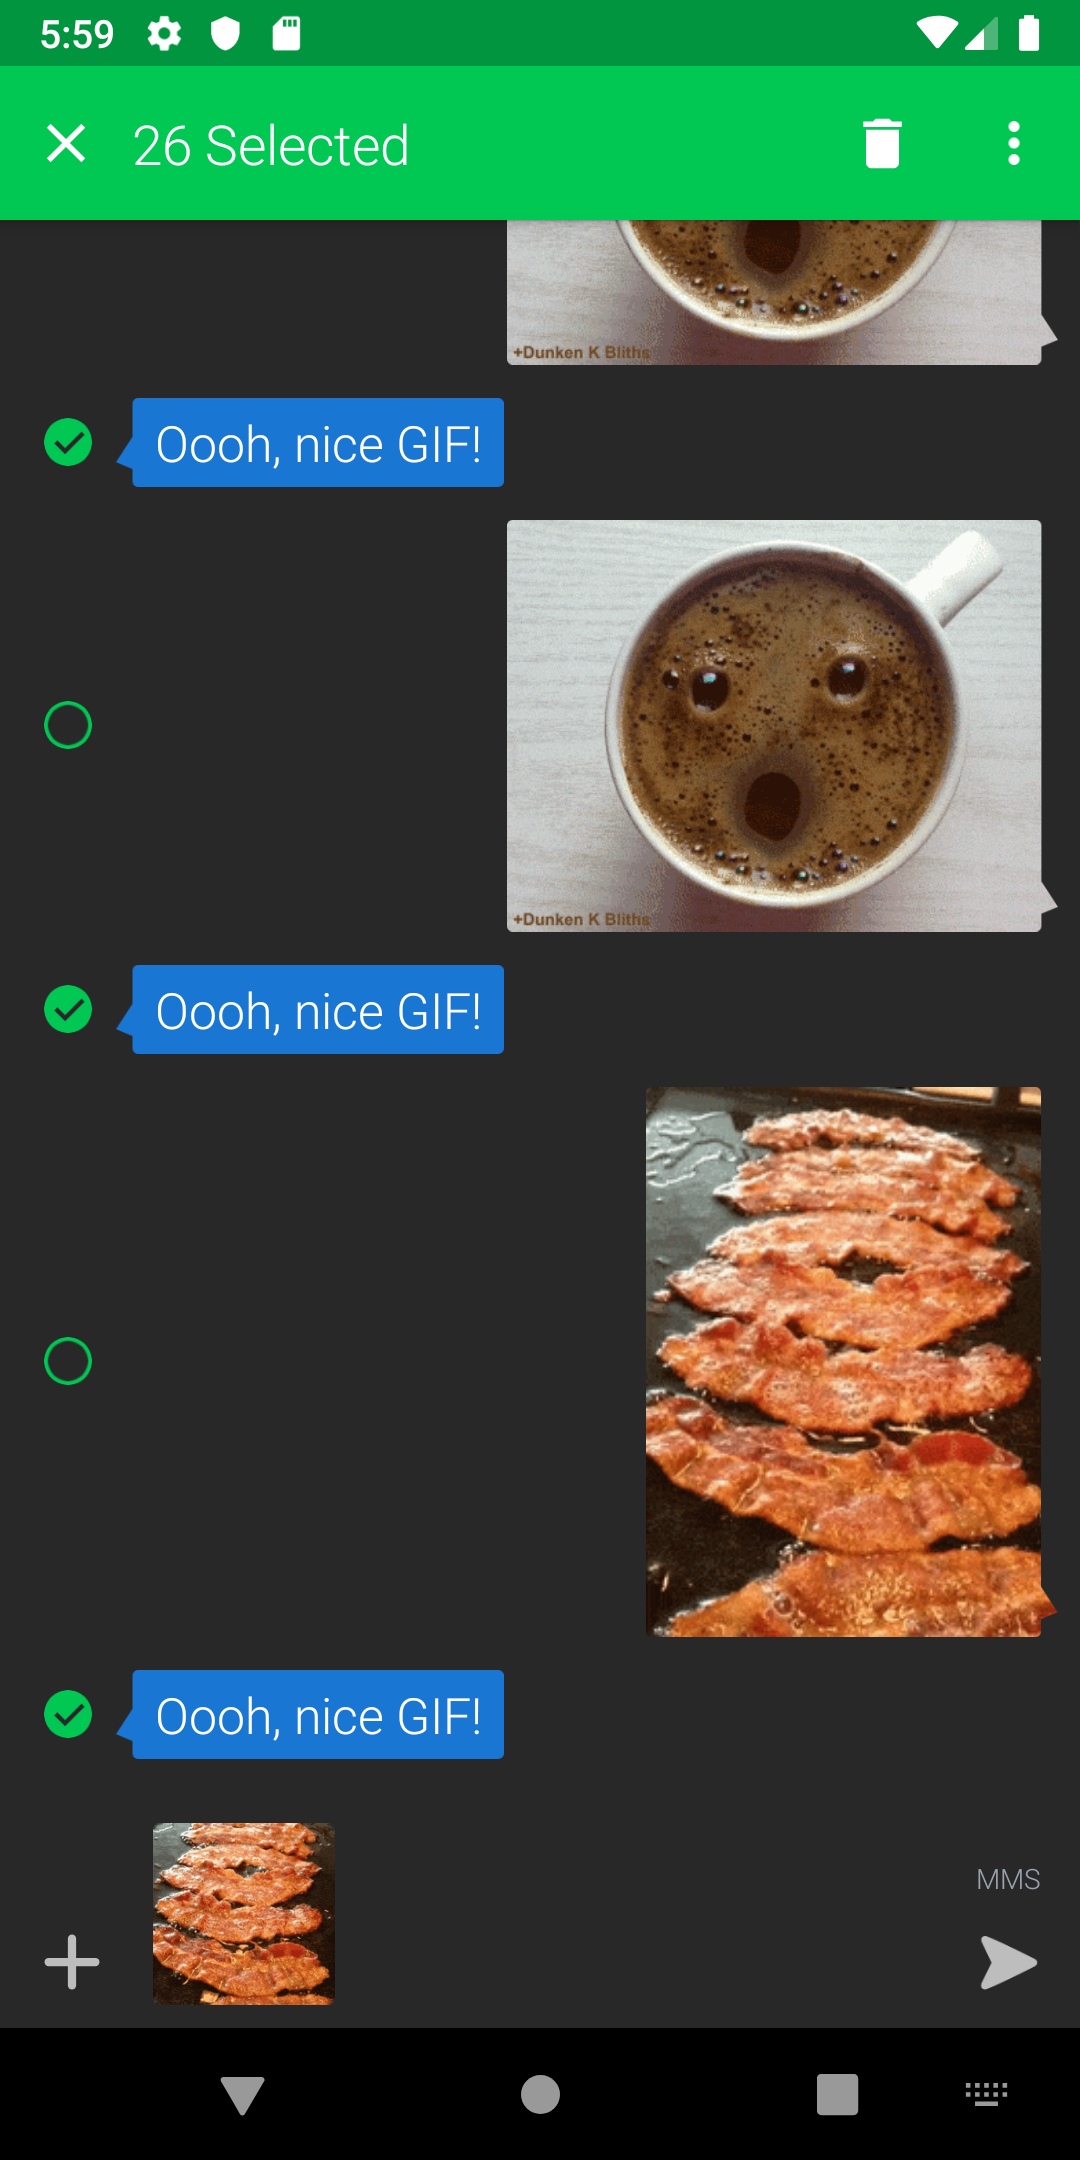 5:59
26 Selected
+Dunken K Bliths
Oooh, nice GIF!
+Dunken K Bliths
Oooh, nice GIF!
Oooh, nice GIF!
MMS